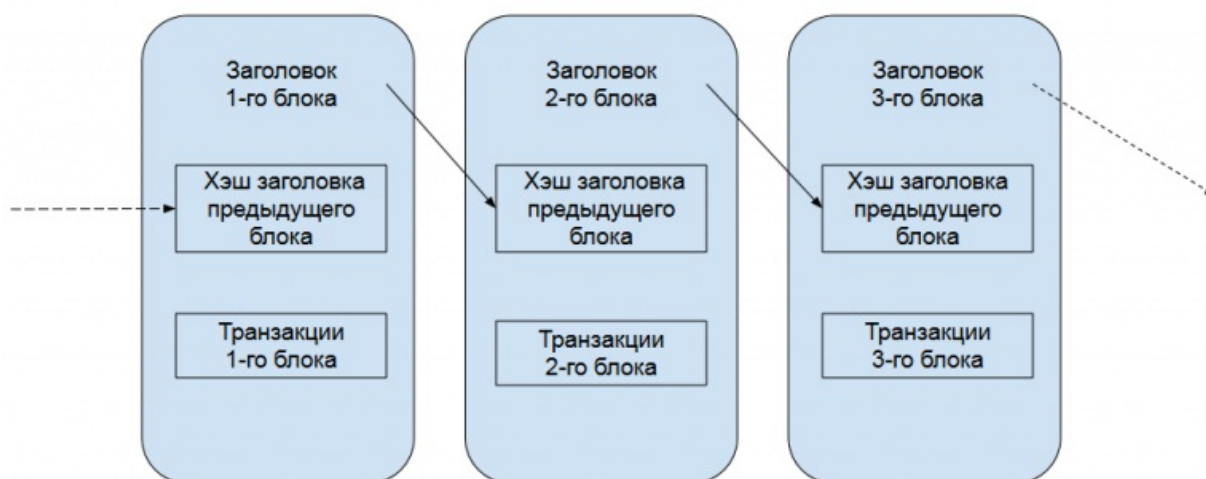 Заголовок
1-го блока
Хэш заголовка
предыдущего
блока
Транзакции
1-го блока
Заголовок
2-го блока
Хэш заголовка
предыдущего
блока
Транзакции
2-го блока
Заголовок
3-го блока
Хэш заголовка
предыдущего
блока
Транзакции
3-го блока